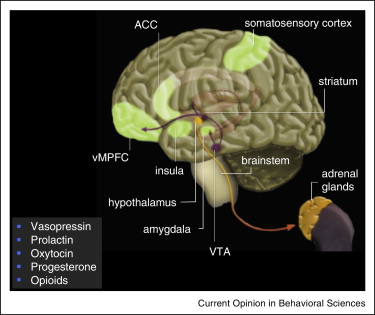 ACC
somatosensory cortex
striatum
vMPFC
insula
brainstem
adrenal
glands
hypothalamus
amygdala
VTA
Vasopressin
Prolactin
Oxytocin
Progesterone
Opioids
Current Opinion in Behavioral Sciences